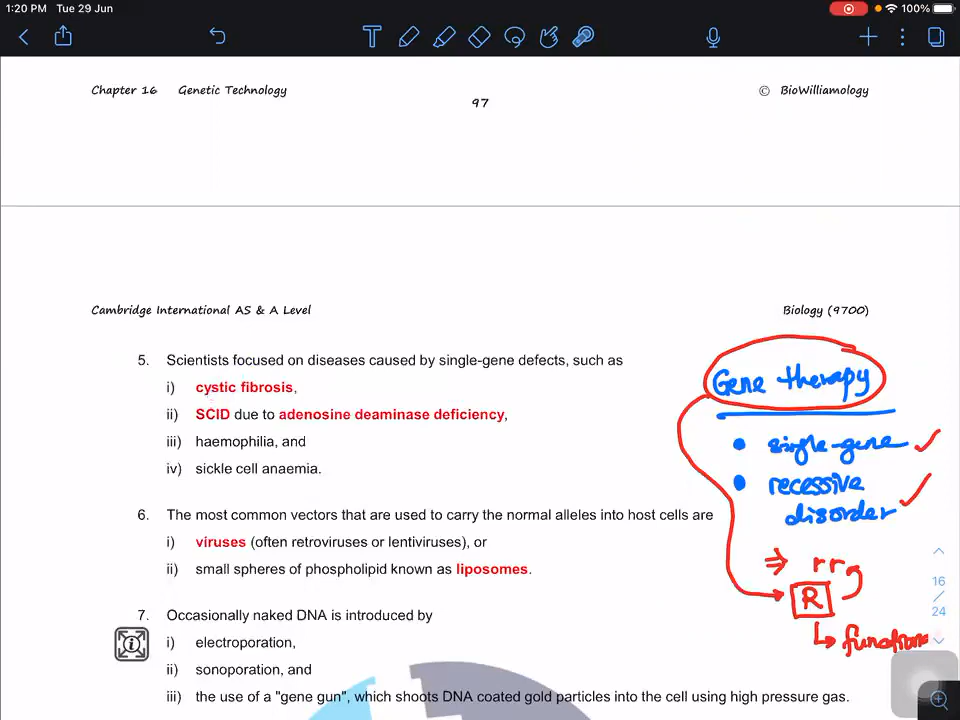 1:20 PM Tue 29 Jun 100%
Chapter 16 Genetic Technology © BioWilliamology
97
Cambridge International AS & A Level Biology (9700)
5. Scientists focused on diseases caused by single-gene defects, such as
i) cystic fibrosis,
ii) SCID due to adenosine deaminase deficiency,
iii) haemophilia, and
iv) sickle cell anaemia.
6. The most common vectors that are used to carry the normal alleles into host cells are
i) viruses (often retroviruses or lentiviruses), or
ii) small spheres of phospholipid known as liposomes.
7. Occasionally naked DNA is introduced by
i) electroporation,
ii) sonoporation, and
iii) the use of a "gene gun", which shoots DNA coated gold particles into the cell using high pressure gas.
Gene therapy
• single-gene ✓
• recessive
disorder ✓
⇒ rr
R
↳
16
/
24